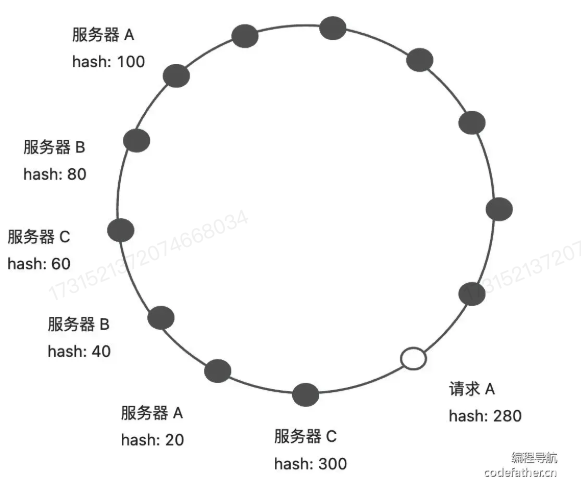 服务器 A
hash: 100
服务器 B
hash: 80
服务器 C
hash: 60
服务器 B
hash: 40
服务器 A
hash: 20
服务器 C
hash: 300
请求 A
hash: 280
1731521372074668034
编程导航
codefather.cn